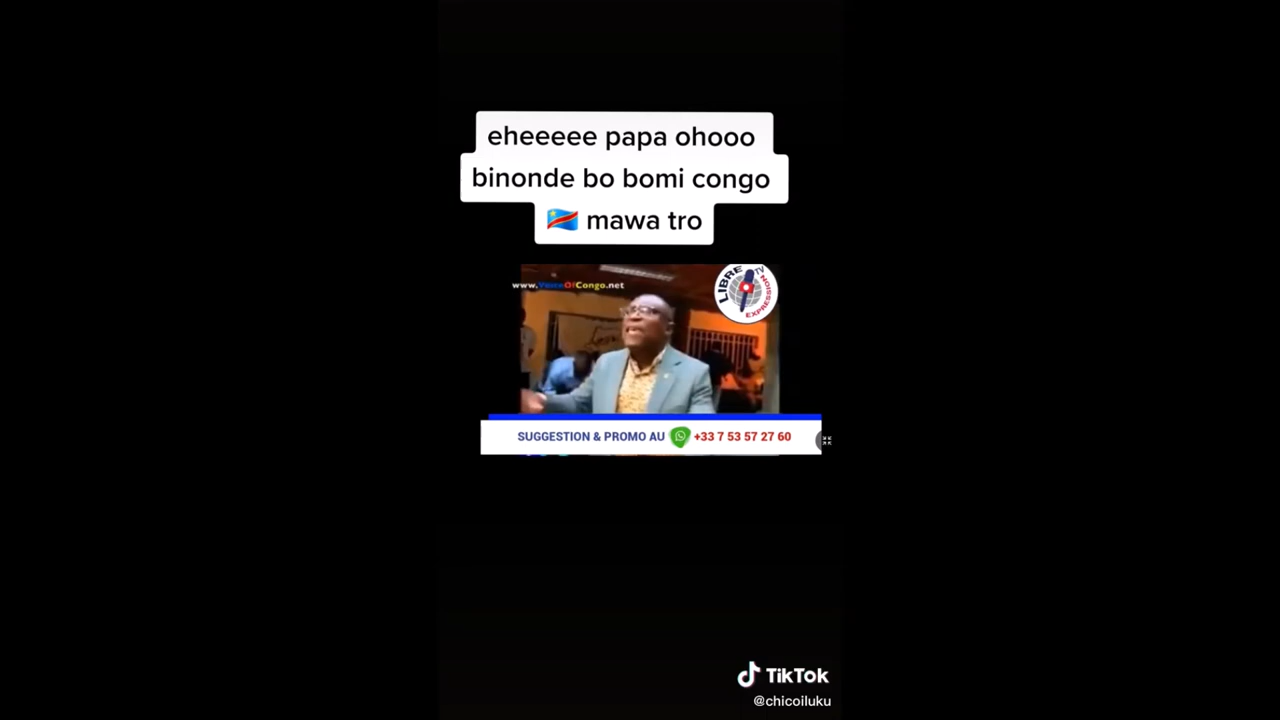 eheeeee papa ohooo
binonde bo bomi congo
🇨🇩 mawa tro
www.VoiceOfCongo.net
LIBRE EXPRESSION TV
SUGGESTION & PROMO AU +33 7 53 57 27 60
TikTok
@chicoiluku